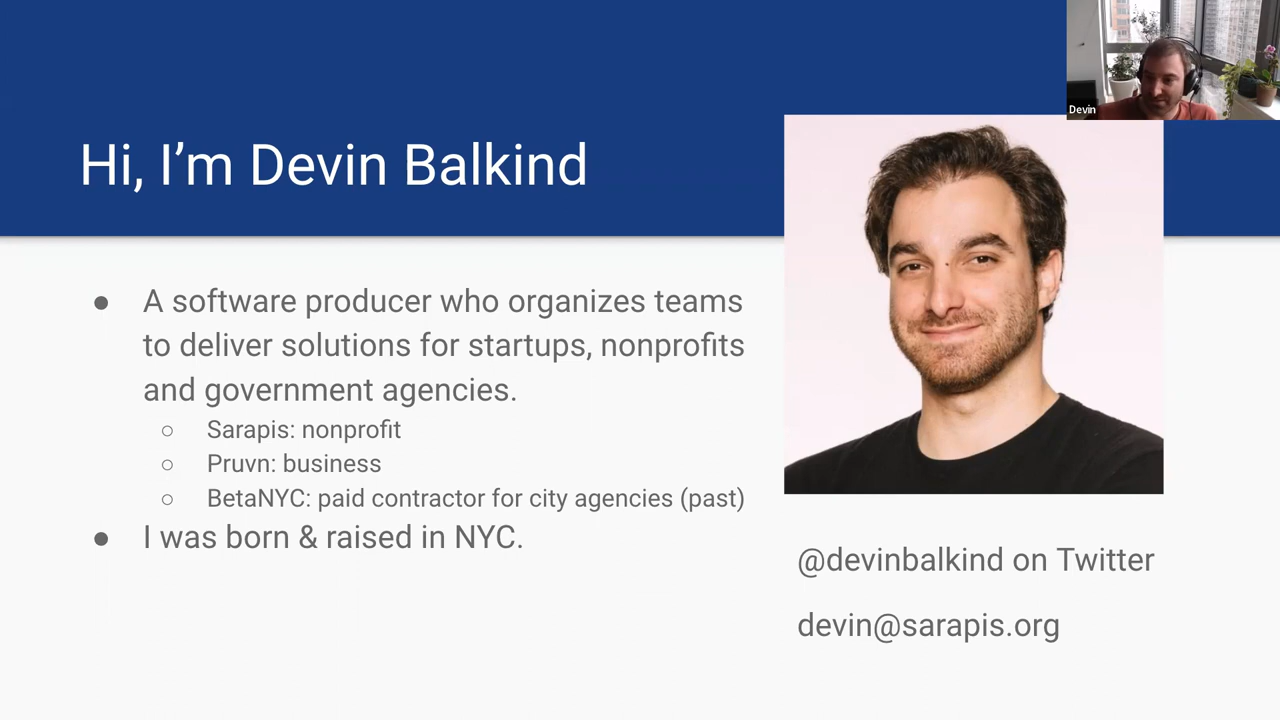 Devin
Hi, I’m Devin Balkind
● A software producer who organizes teams
to deliver solutions for startups, nonprofits
and government agencies.
○ Sarapis: nonprofit
○ Pruvn: business
○ BetaNYC: paid contractor for city agencies (past)
● I was born & raised in NYC.
@devinbalkind on Twitter
devin@sarapis.org